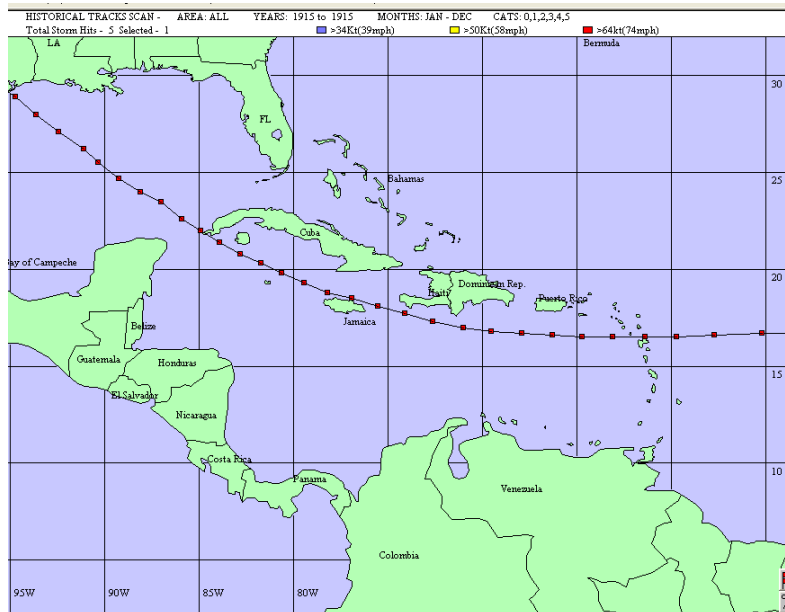 HISTORICAL TRACKS SCAN - AREA: ALL YEARS: 1915 to 1915 MONTHS: JAN - DEC CATS: 0,1,2,3,4,5
Total Storm Hits - 5 Selected - 1 >34Kt(39mph) >50Kt(58mph) >64kt(74mph)
LA
Bermuda
30
FL
25
Bahamas
Cuba
Bay of Campeche
20
Dominican Rep.
Haiti
Puerto Rico
Jamaica
Belize
Guatemala
Honduras
15
El Salvador
Nicaragua
Costa Rica
10
Panama
Venezuela
Colombia
95W 90W 85W 80W